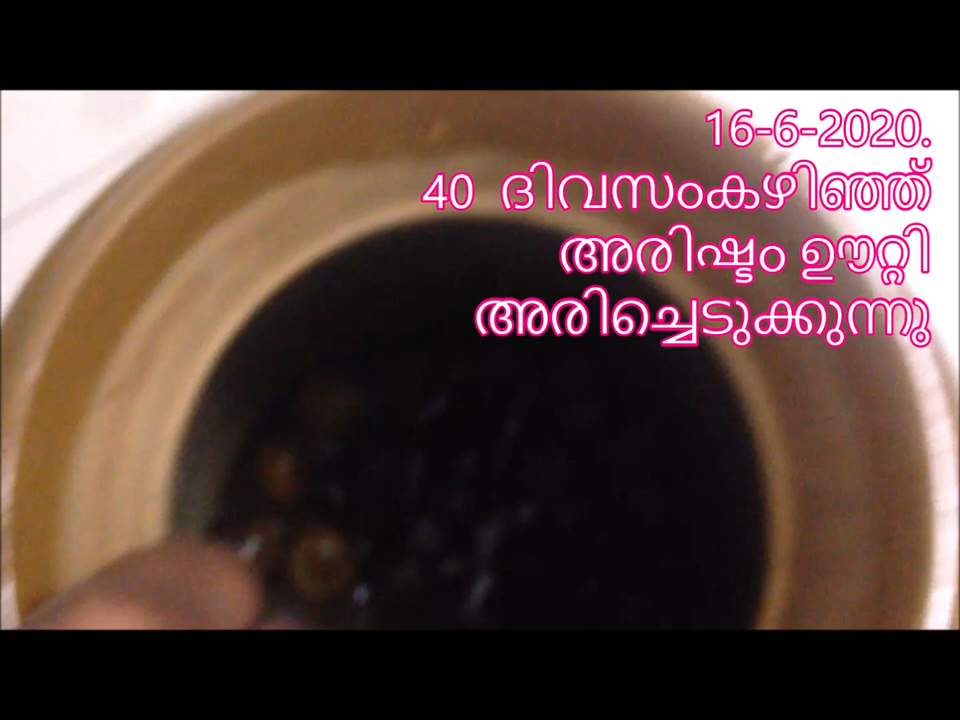 16-6-2020.
40 ദിവസംകഴിഞ്ഞ്
അരിഷ്ടം ഊറ്റി
അരിച്ചെടുക്കുന്നു